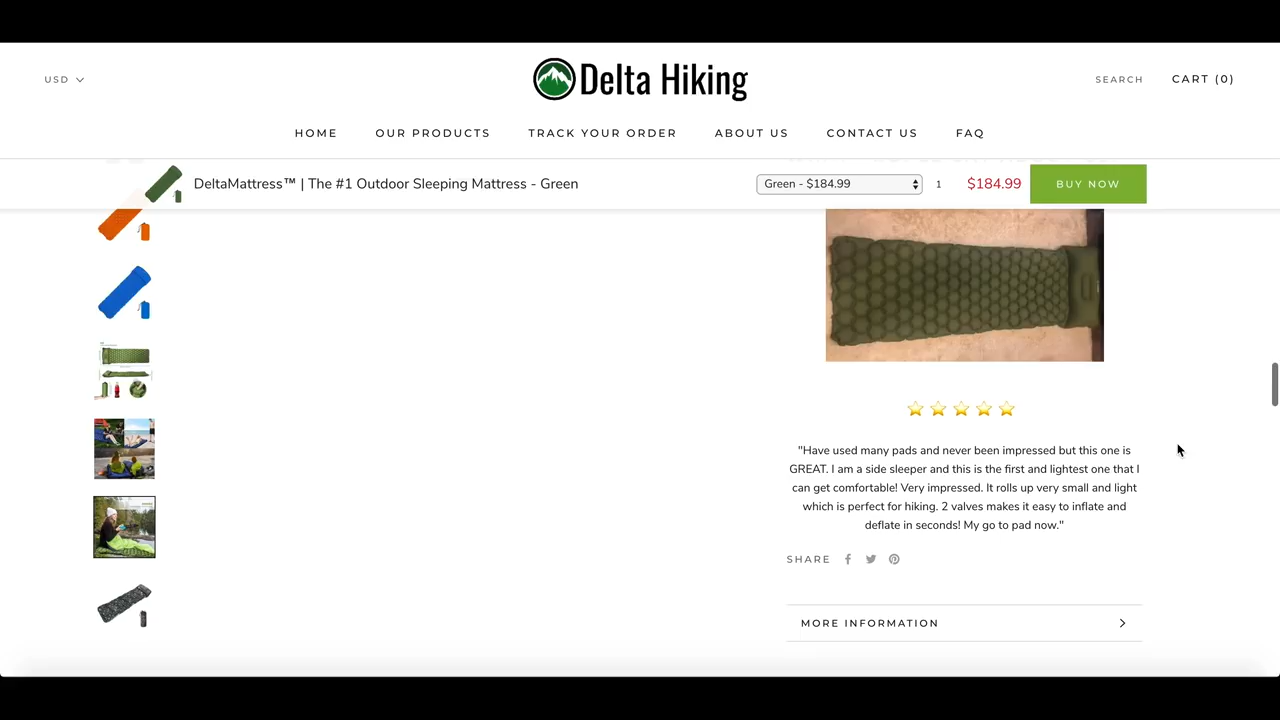 USD
Delta Hiking
SEARCH
CART (0)
HOME
OUR PRODUCTS
TRACK YOUR ORDER
ABOUT US
CONTACT US
FAQ
DeltaMattress™ | The #1 Outdoor Sleeping Mattress - Green
Green - $184.99
1
$184.99
BUY NOW
"Have used many pads and never been impressed but this one is
GREAT. I am a side sleeper and this is the first and lightest one that I
can get comfortable! Very impressed. It rolls up very small and light
which is perfect for hiking. 2 valves makes it easy to inflate and
deflate in seconds! My go to pad now."
SHARE
MORE INFORMATION